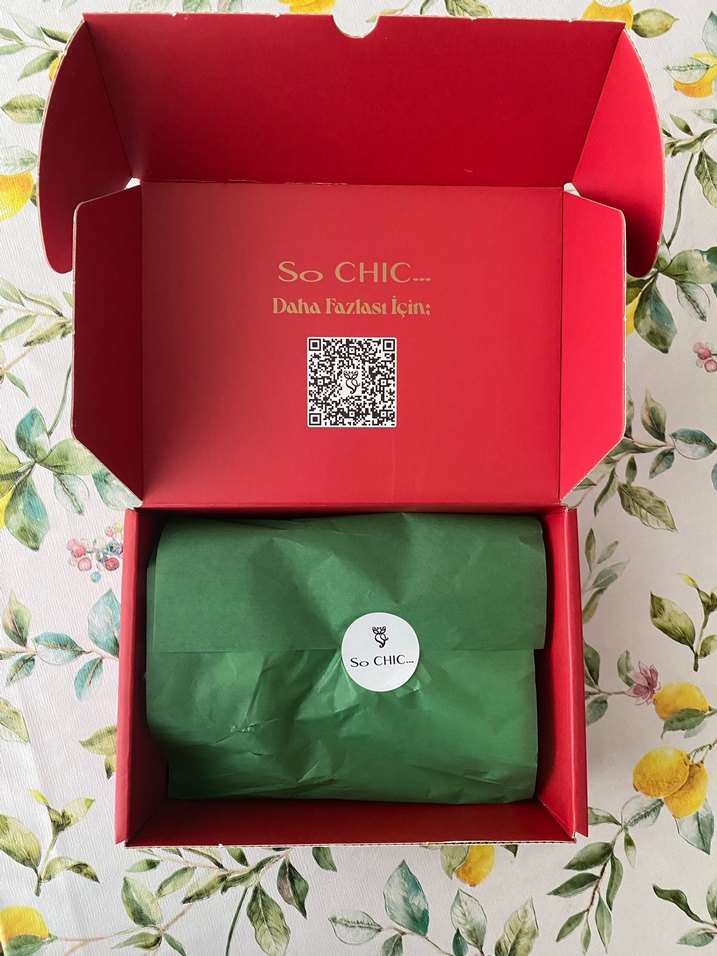 So CHIC...
Daha Fazlası İçin;
So CHIC...